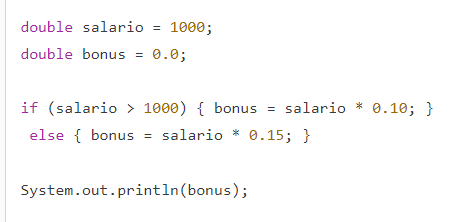 double salario = 1000;
double bonus = 0.0;
if (salario > 1000) { bonus = salario * 0.10; }
else { bonus = salario * 0.15; }
System.out.println(bonus);